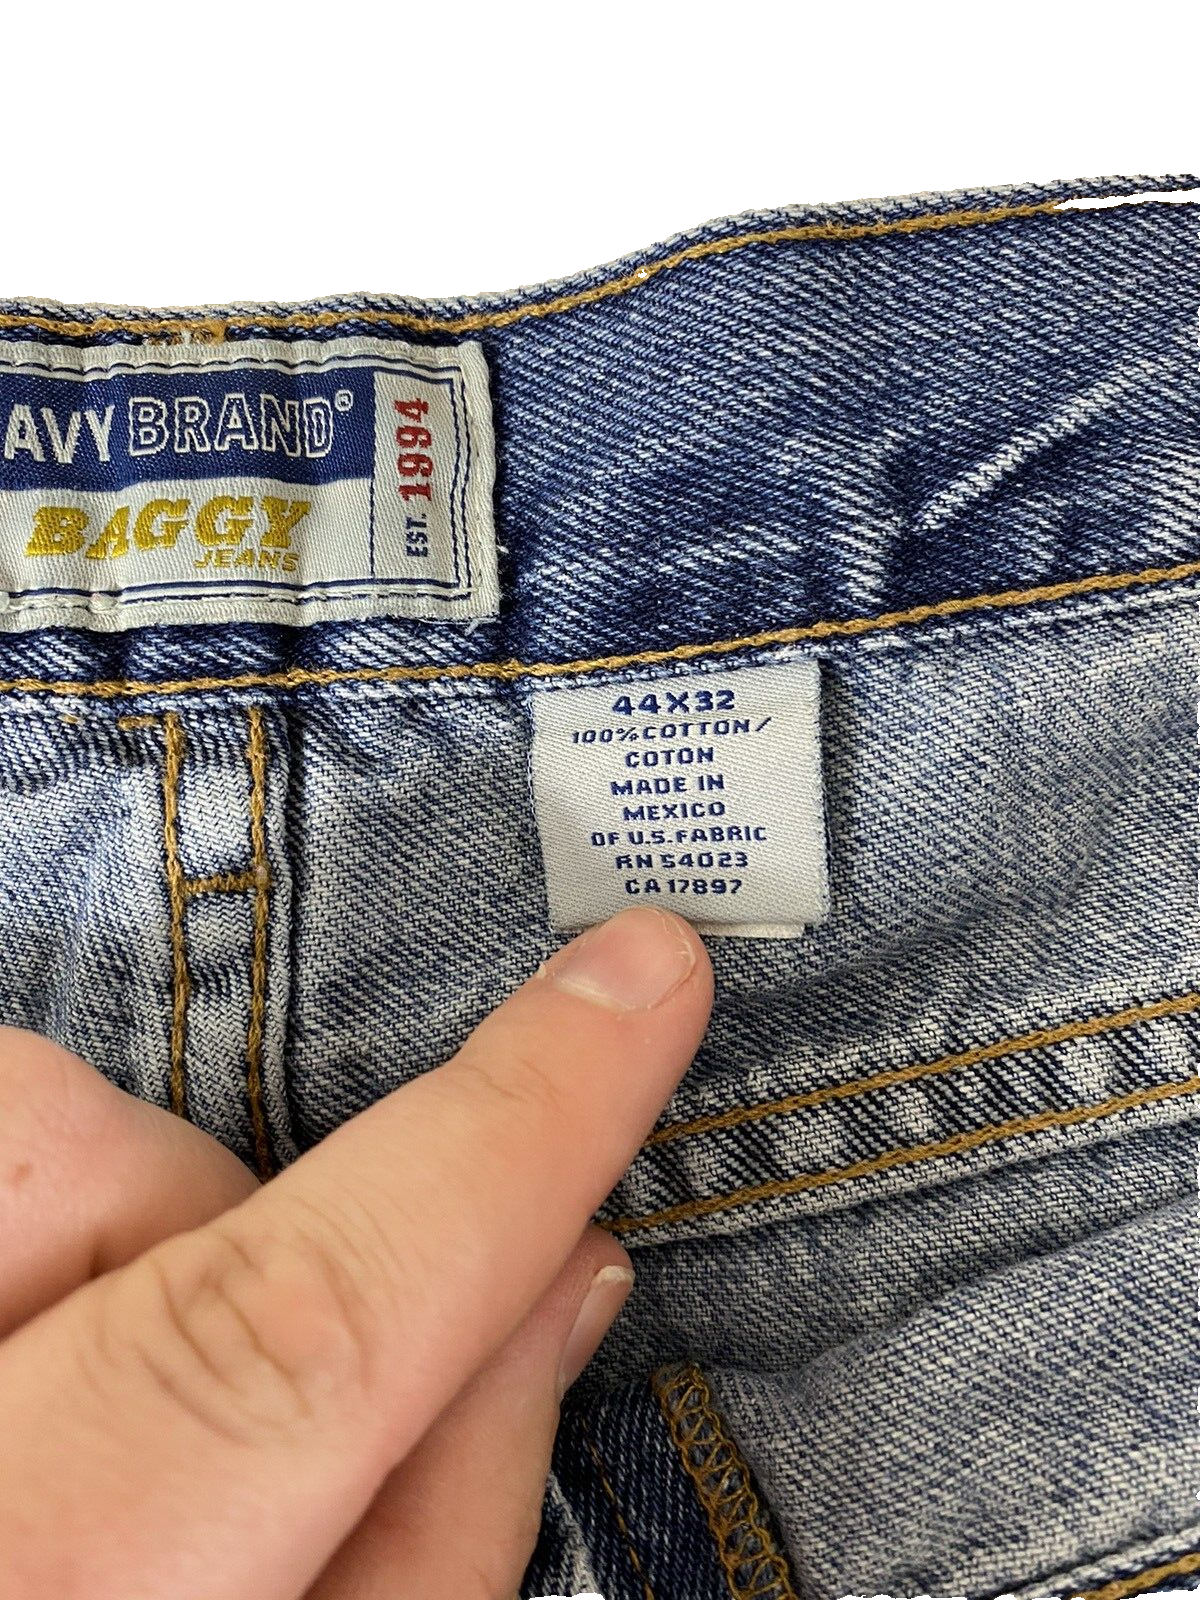 AVY BRAND®
BAGGY
JEANS
EST. 1994
44X32
100% COTTON/
COTON
MADE IN
MEXICO
OF U.S. FABRIC
RN 54023
CA 17897